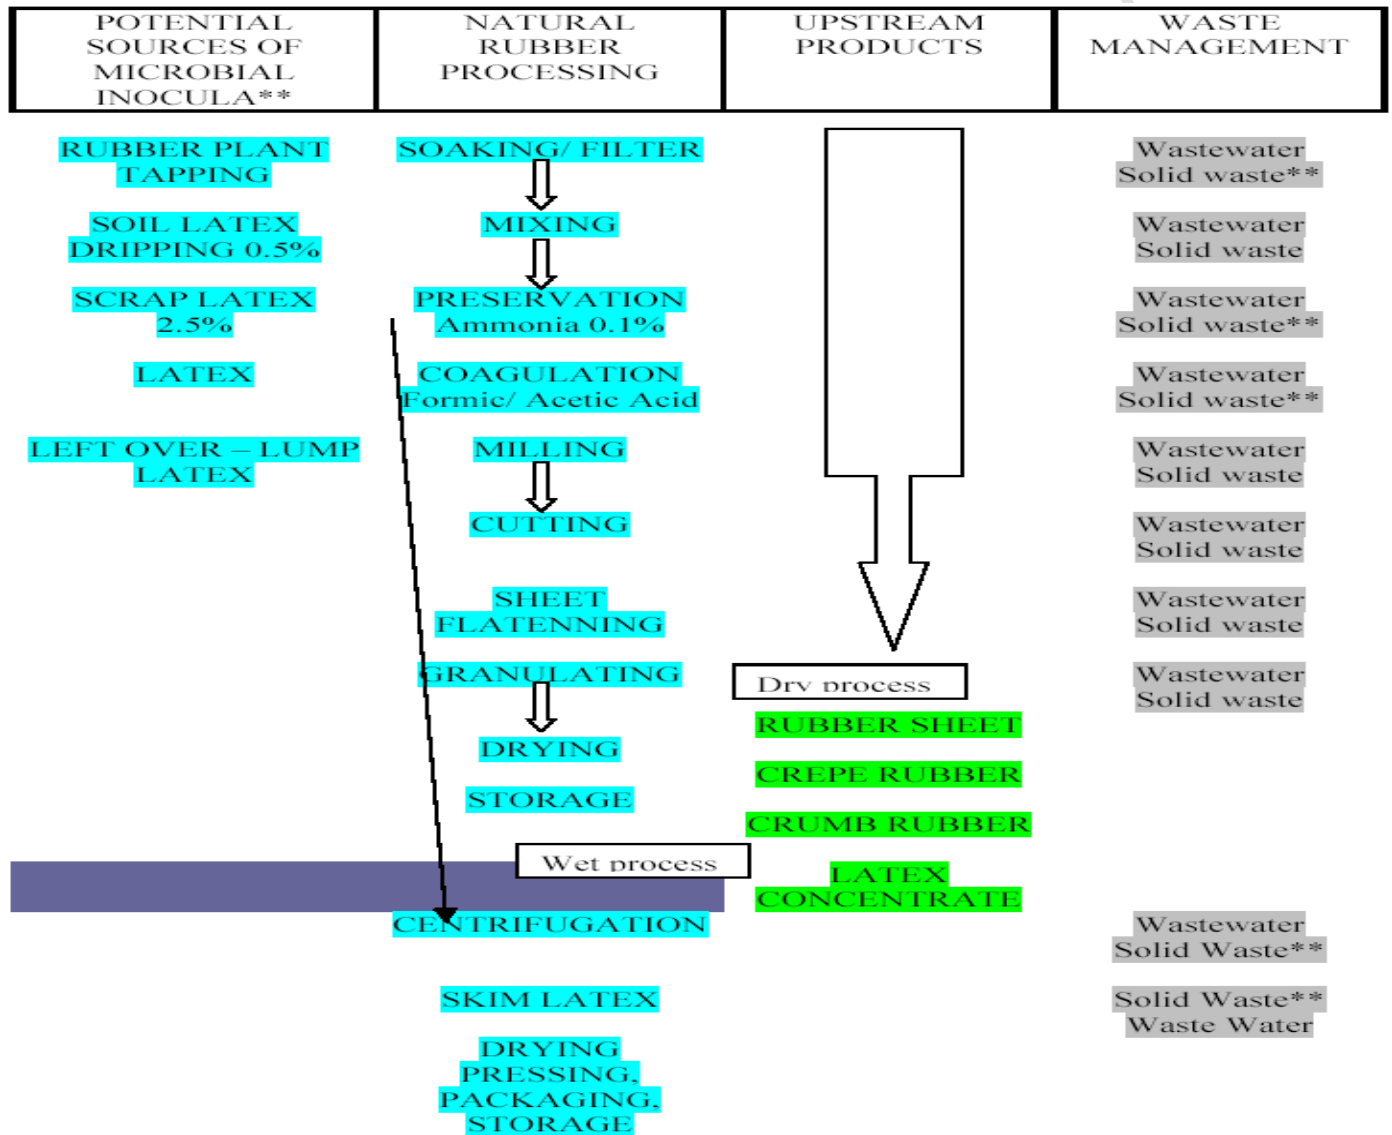 POTENTIAL
SOURCES OF
MICROBIAL
INOCULA**
NATURAL
RUBBER
PROCESSING
UPSTREAM
PRODUCTS
WASTE
MANAGEMENT
RUBBER PLANT
TAPPING
SOIL LATEX
DRIPPING 0.5%
SCRAP LATEX
2.5%
LATEX
LEFT OVER – LUMP
LATEX
SOAKING/ FILTER
MIXING
PRESERVATION
Ammonia 0.1%
COAGULATION
Formic/ Acetic Acid
MILLING
CUTTING
SHEET
FLATENNING
GRANULATING
DRYING
STORAGE
Wet process
CENTRIFUGATION
SKIM LATEX
DRYING
PRESSING,
PACKAGING,
STORAGE
Dry process
RUBBER SHEET
CREPE RUBBER
CRUMB RUBBER
LATEX
CONCENTRATE
Wastewater
Solid waste**
Wastewater
Solid waste
Wastewater
Solid waste**
Wastewater
Solid waste**
Wastewater
Solid waste
Wastewater
Solid waste
Wastewater
Solid waste
Wastewater
Solid waste
Wastewater
Solid Waste**
Solid Waste**
Waste Water